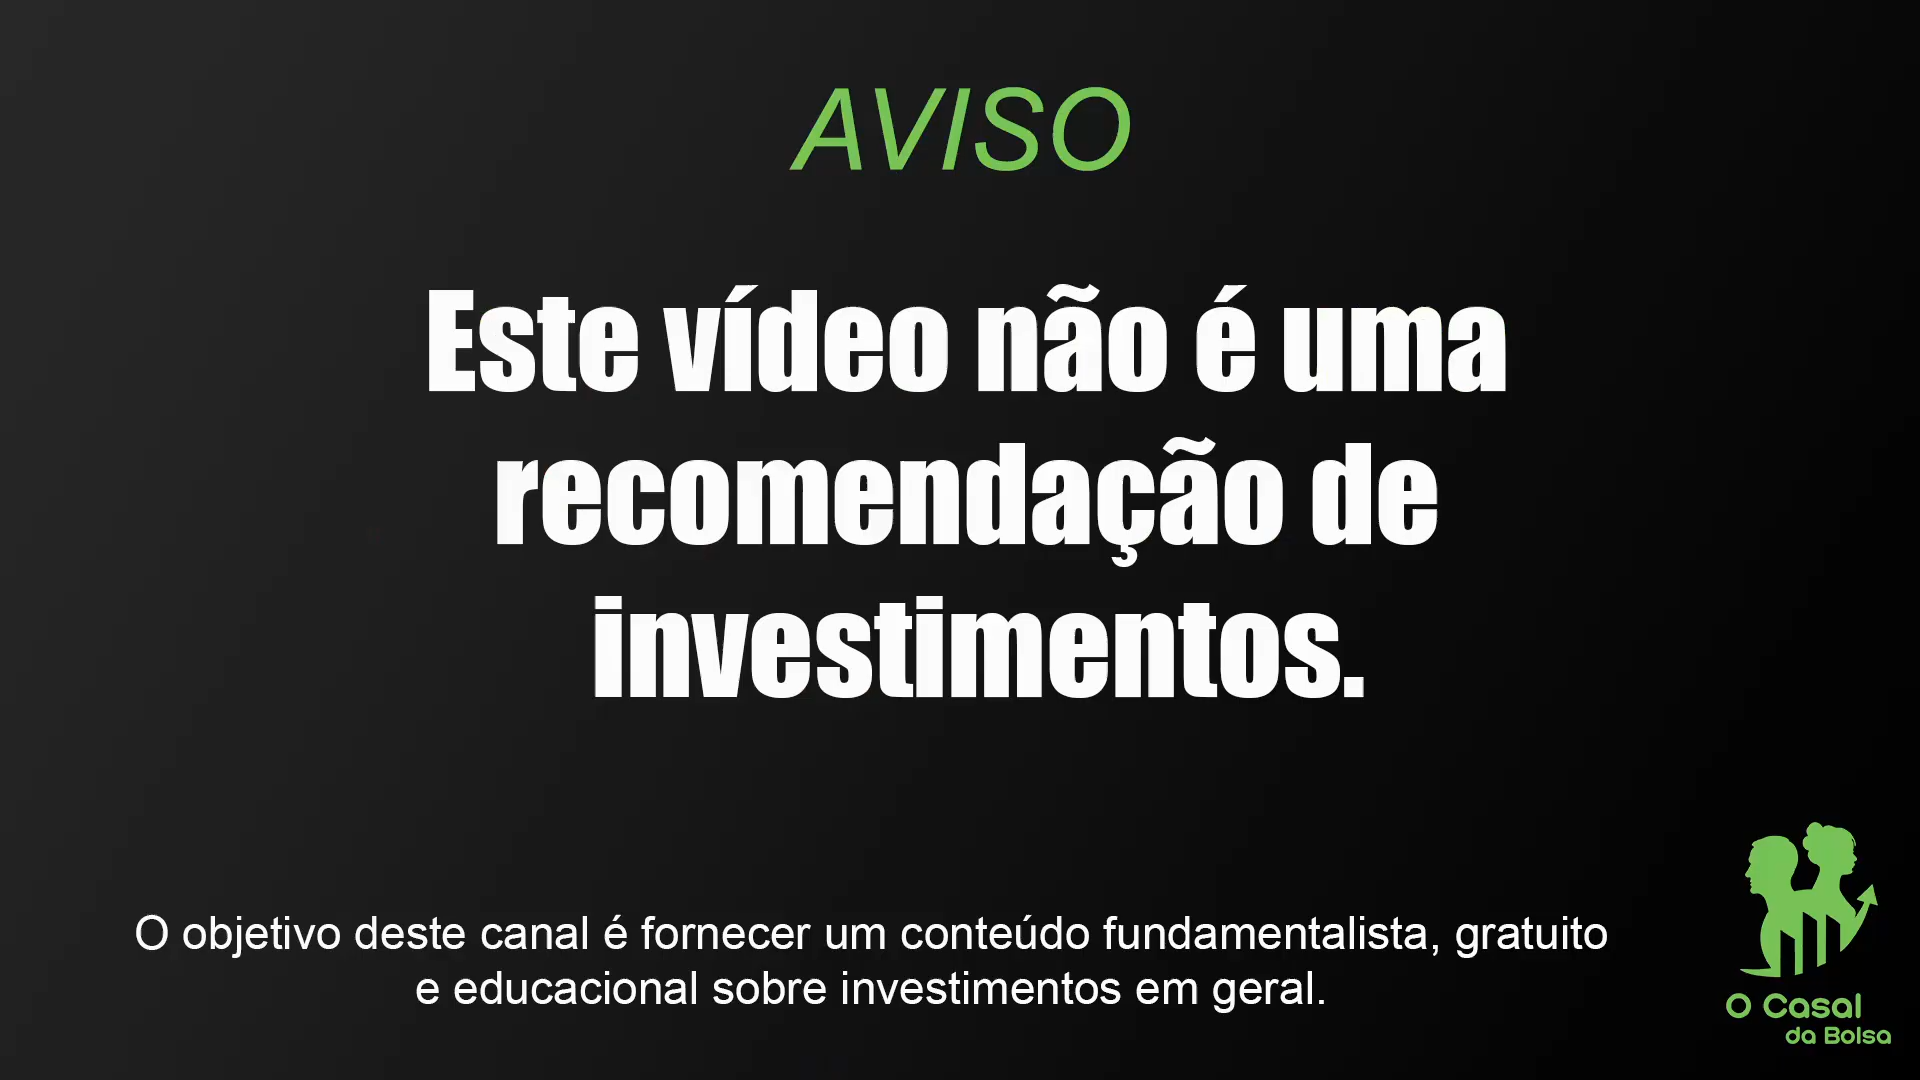 AVISO
Este vídeo não é uma
recomendação de
investimentos.
O objetivo deste canal é fornecer um conteúdo fundamentalista, gratuito
e educacional sobre investimentos em geral.
O Casal
da Bolsa